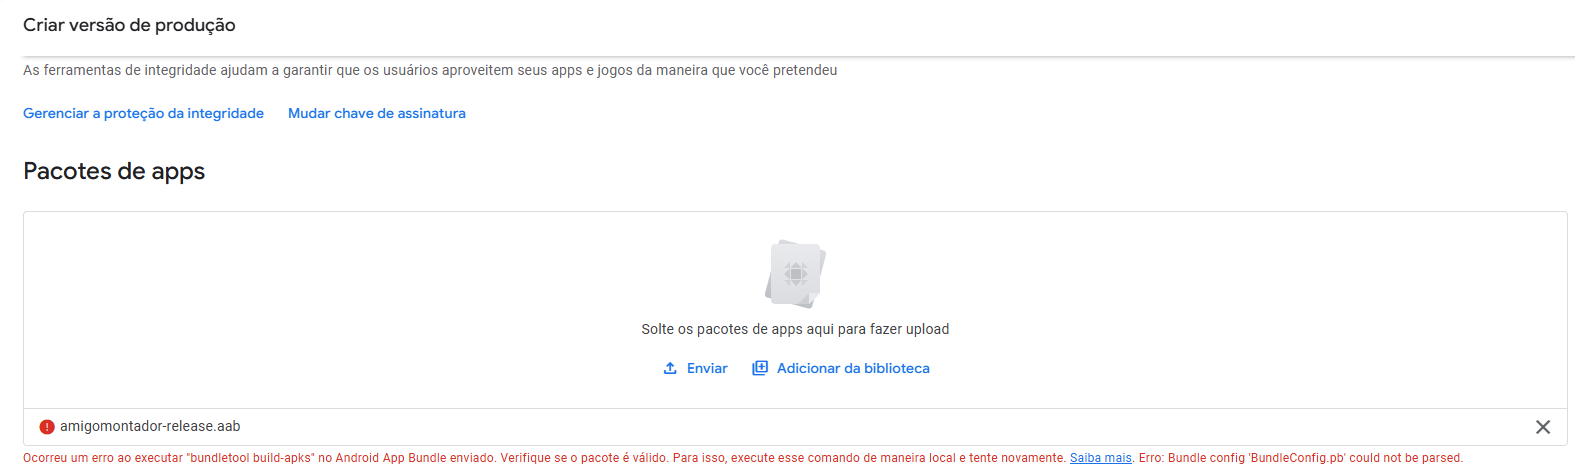 Criar versão de produção
As ferramentas de integridade ajudam a garantir que os usuários aproveitem seus apps e jogos da maneira que você pretendeu
Gerenciar a proteção da integridade
Mudar chave de assinatura
Pacotes de apps
Solte os pacotes de apps aqui para fazer upload
Enviar
Adicionar da biblioteca
amigomontador-release.aab
Ocorreu um erro ao executar "bundletool build-apks" no Android App Bundle enviado. Verifique se o pacote é válido. Para isso, execute esse comando de maneira local e tente novamente. Saiba mais. Erro: Bundle config 'BundleConfig.pb' could not be parsed.